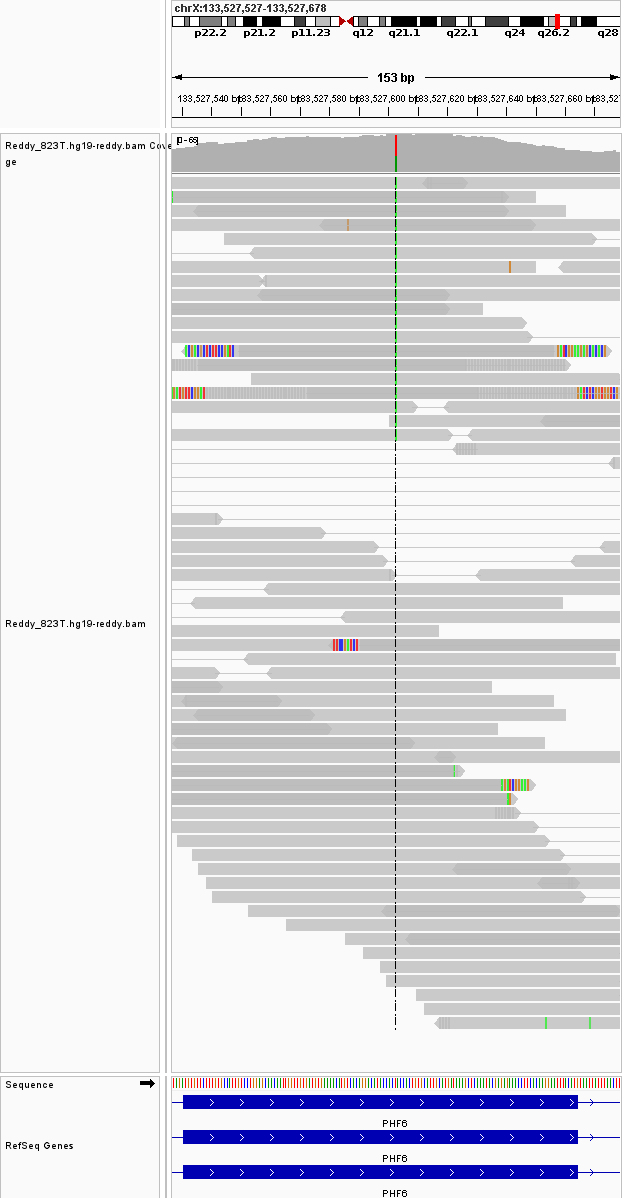 chrX:133,527,527-133,527,678
p22.2 p21.2 p11.23 q12 q21.1 q22.1 q24 q26.2 q28
153 bp
133,527,540 bp 133,527,560 bp 133,527,580 bp 133,527,600 bp 133,527,620 bp 133,527,640 bp 133,527,660 bp
Reddy_823T.hg19-reddy.bam Cove
ge
Reddy_823T.hg19-reddy.bam
Sequence
PHF6
RefSeq Genes
PHF6
PHF6